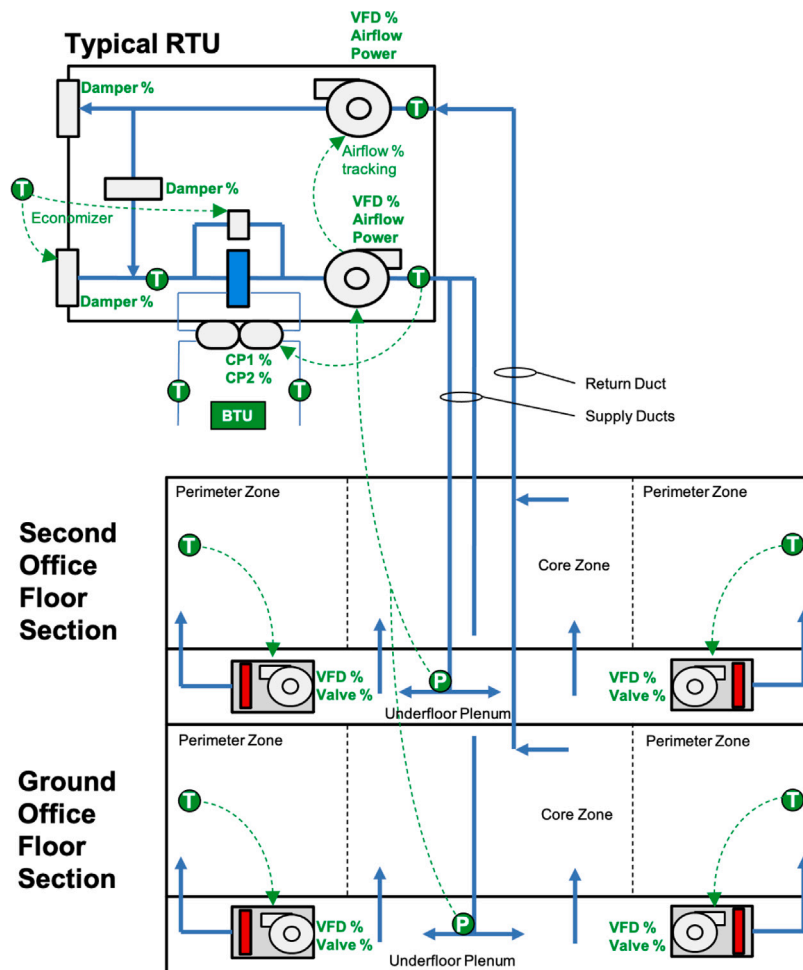 Typical RTU
VFD %
Airflow
Power
Damper %
T
Airflow %
tracking
T
Damper %
Economizer
VFD %
Airflow
Power
Damper %
T
T
CP1 %
CP2 %
T
T
BTU
Return Duct
Supply Ducts
Second
Office
Floor
Section
Perimeter Zone
Perimeter Zone
T
T
Core Zone
VFD %
Valve %
P
VFD %
Valve %
Underfloor Plenum
Ground
Office
Floor
Section
Perimeter Zone
Perimeter Zone
T
T
Core Zone
VFD %
Valve %
P
VFD %
Valve %
Underfloor Plenum